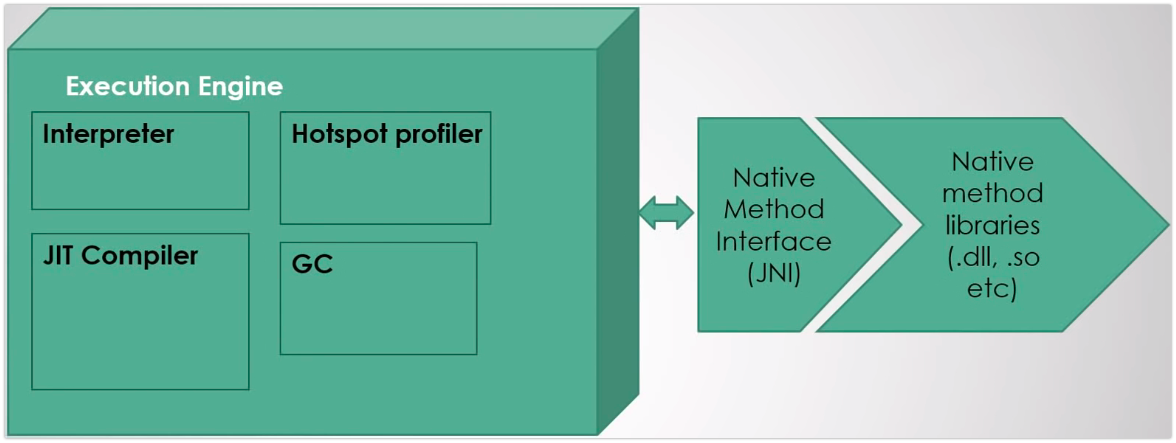 Execution Engine
Interpreter
Hotspot profiler
JIT Compiler
GC
Native
Method
Interface
(JNI)
Native
method
libraries
(.dll, .so
etc)